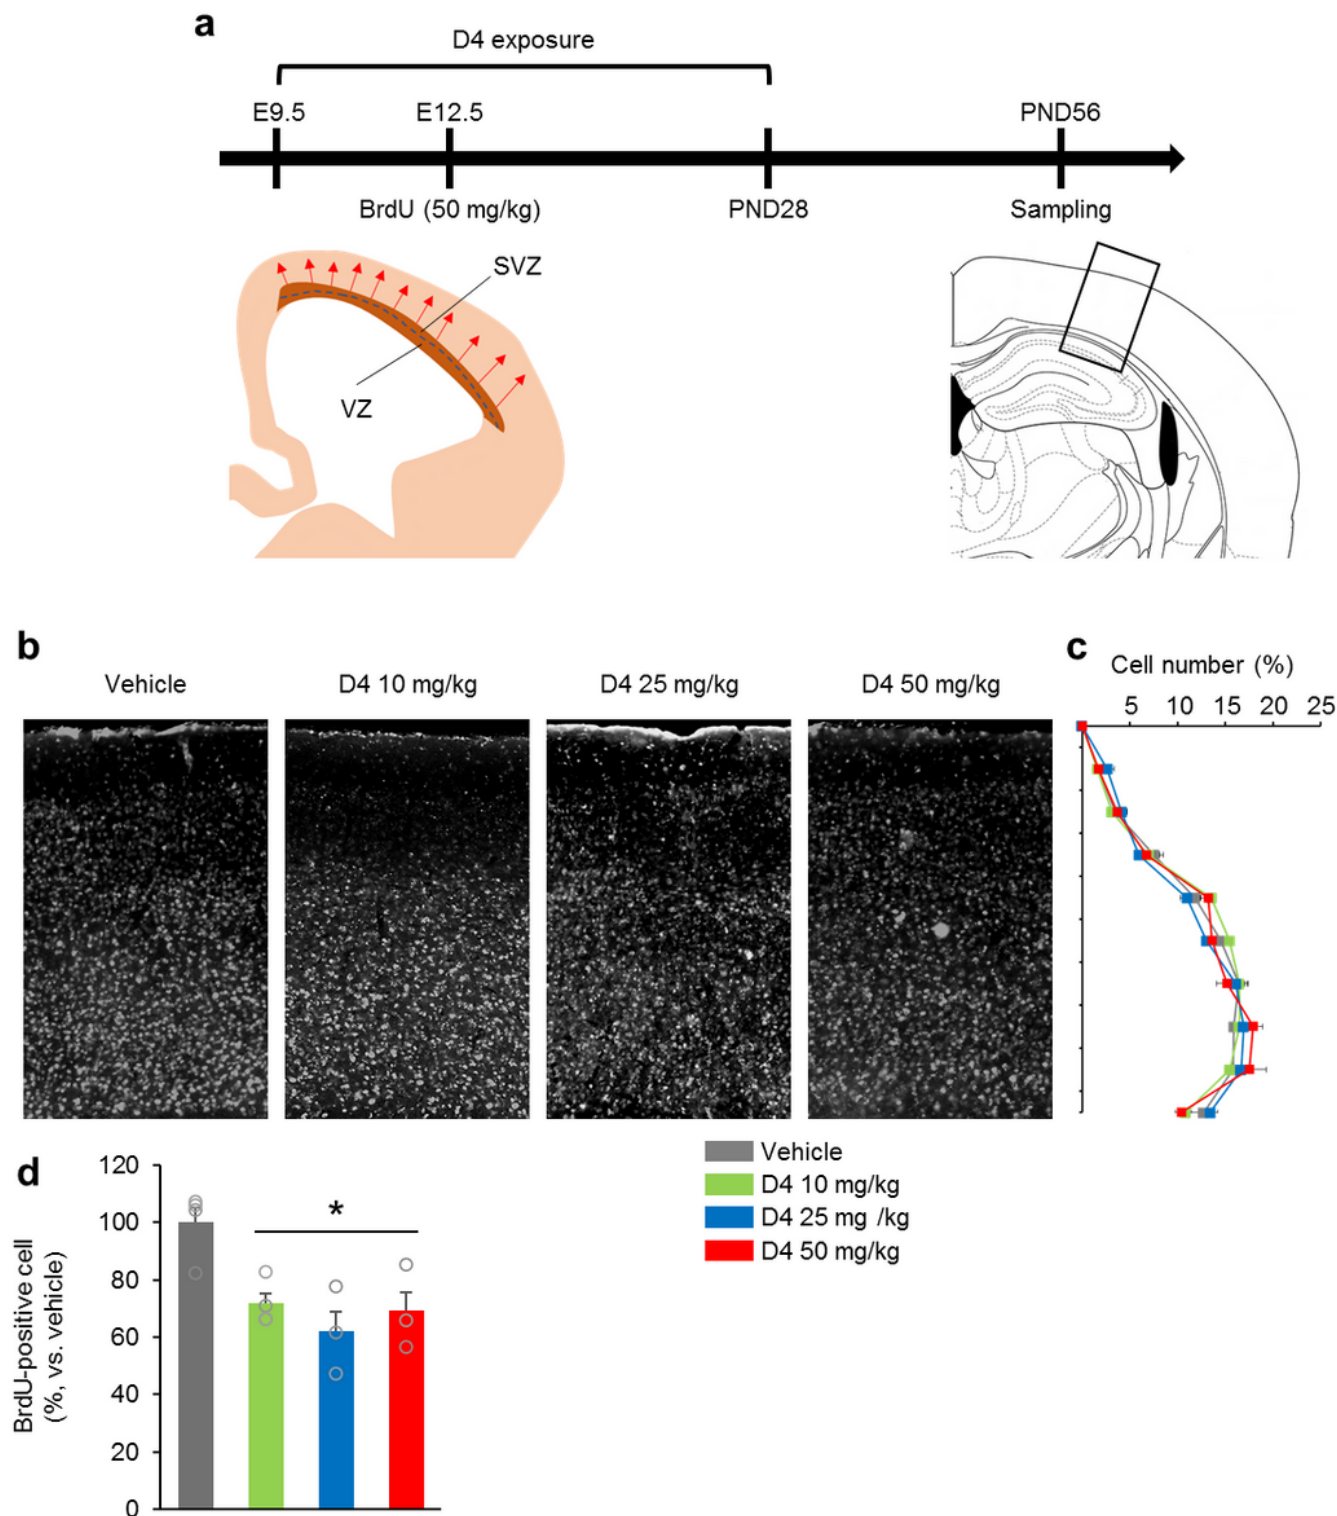 a
D4 exposure
E9.5 E12.5 PND56
BrdU (50 mg/kg) PND28 Sampling
SVZ
VZ
b
Vehicle D4 10 mg/kg D4 25 mg/kg D4 50 mg/kg
c
Cell number (%)
5 10 15 20 25
Vehicle
D4 10 mg/kg
D4 25 mg /kg
D4 50 mg/kg
d
BrdU-positive cell
(%, vs. vehicle)
120
100
80
60
40
20
0
*